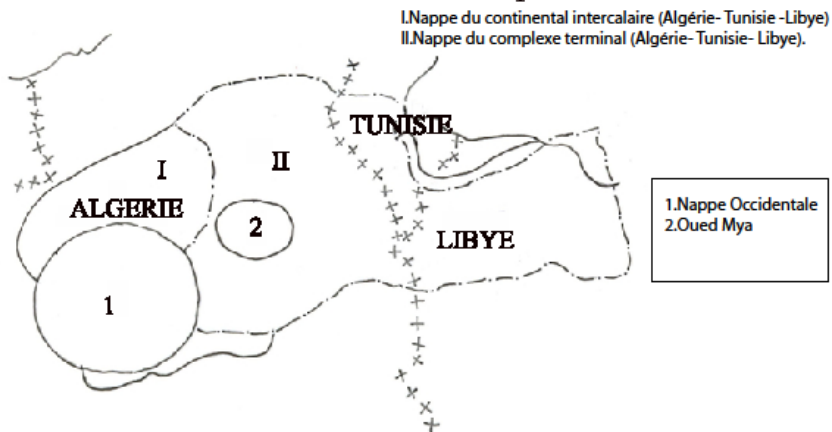 I.Nappe du continental intercalaire (Algérie- Tunisie -Libye)
II.Nappe du complexe terminal (Algérie- Tunisie- Libye).
TUNISIE
I
II
ALGERIE
2
LIBYE
1
1.Nappe Occidentale
2.Oued Mya